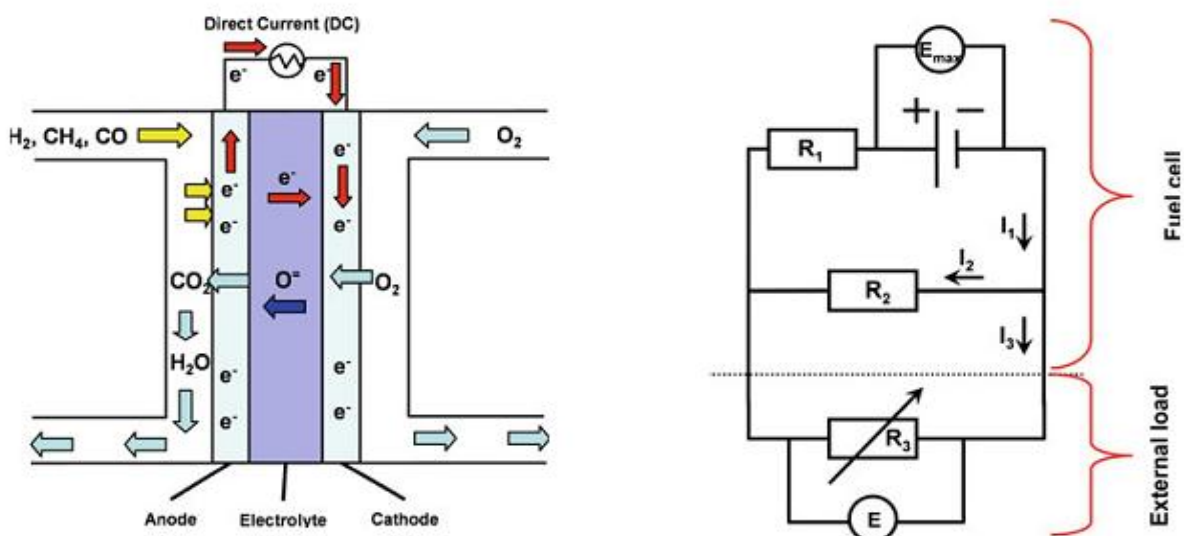 Direct Current (DC)
e⁻ e⁻
H₂, CH₄, CO O₂
e⁻ e⁻ e⁻
e⁻ e⁻
CO₂ O⁼ O₂
H₂O
e⁻ e⁻
e⁻ e⁻
Anode Electrolyte Cathode
Emax
+ −
R₁
I₁
I₂
R₂
I₃
R₃
E
Fuel cell
External load